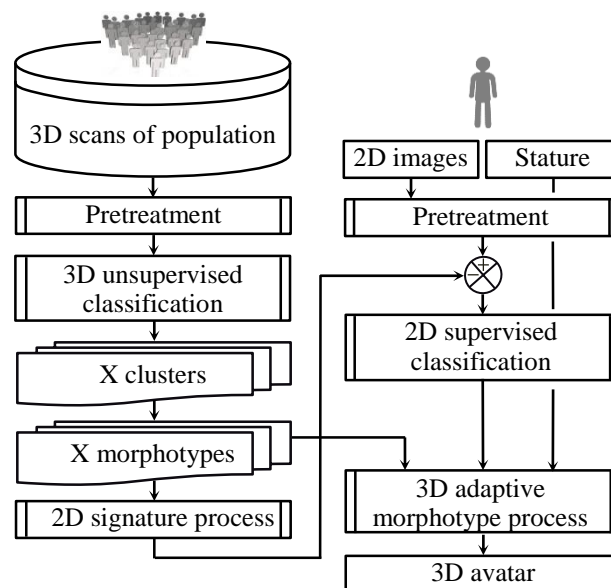 3D scans of population
Pretreatment
3D unsupervised
classification
X clusters
X morphotypes
2D signature process
2D images
Stature
Pretreatment
+
−
2D supervised
classification
3D adaptive
morphotype process
3D avatar